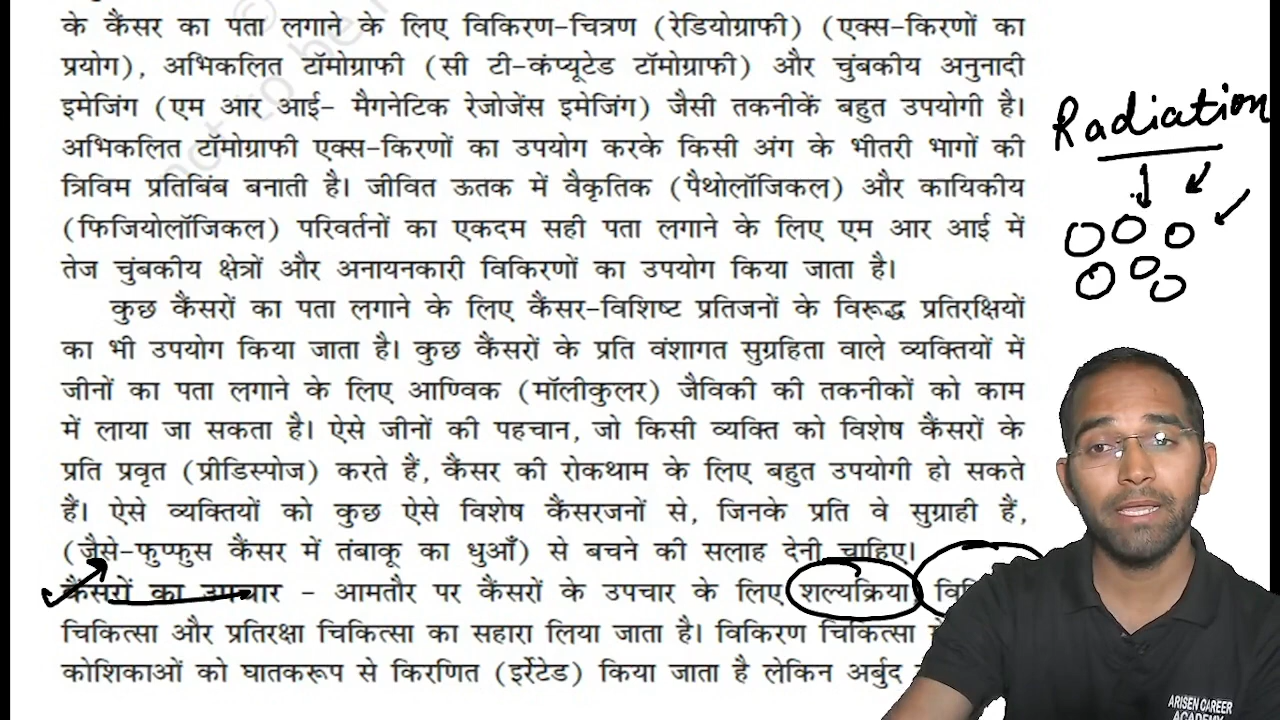 के कैंसर का पता लगाने के लिए विकिरण-चित्रण (रेडियोग्राफी) (एक्स-किरणों का
प्रयोग), अभिकलित टॉमोग्राफी (सी टी-कंप्यूटेड टॉमोग्राफी) और चुंबकीय अनुनादी
इमेजिंग (एम आर आई- मैगनेटिक रेजोजेंस इमेजिंग) जैसी तकनीकें बहुत उपयोगी है।
अभिकलित टॉमोग्राफी एक्स-किरणों का उपयोग करके किसी अंग के भीतरी भागों की
त्रिविम प्रतिबिंब बनाती है। जीवित ऊतक में वैकृतिक (पैथोलॉजिकल) और कायिकीय
(फिजियोलॉजिकल) परिवर्तनों का एकदम सही पता लगाने के लिए एम आर आई में
तेज चुंबकीय क्षेत्रों और अनायनकारी विकिरणों का उपयोग किया जाता है।
कुछ कैंसरों का पता लगाने के लिए कैंसर-विशिष्ट प्रतिजनों के विरूद्ध प्रतिरक्षियों
का भी उपयोग किया जाता है। कुछ कैंसरों के प्रति वंशागत सुग्रहिता वाले व्यक्तियों में
जीनों का पता लगाने के लिए आण्विक (मॉलीकुलर) जैविकी की तकनीकों को काम
में लाया जा सकता है। ऐसे जीनों की पहचान, जो किसी व्यक्ति को विशेष कैंसरों के
प्रति प्रवृत (प्रीडिस्पोज) करते हैं, कैंसर की रोकथाम के लिए बहुत उपयोगी हो सकते
हैं। ऐसे व्यक्तियों को कुछ ऐसे विशेष कैंसरजनों से, जिनके प्रति वे सुग्राही हैं,
(जैसे-फुप्फुस कैंसर में तंबाकू का धुआँ) से बचने की सलाह देनी चाहिए।
कैंसरों का उपचार - आमतौर पर कैंसरों के उपचार के लिए शल्यक्रिया,
चिकित्सा और प्रतिरक्षा चिकित्सा का सहारा लिया जाता है। विकिरण चिकित्सा
कोशिकाओं को घातकरूप से किरणित (इर्रेटेड) किया जाता है लेकिन अर्बुद
Radiation
ARISEN CAREER
ACADEMY